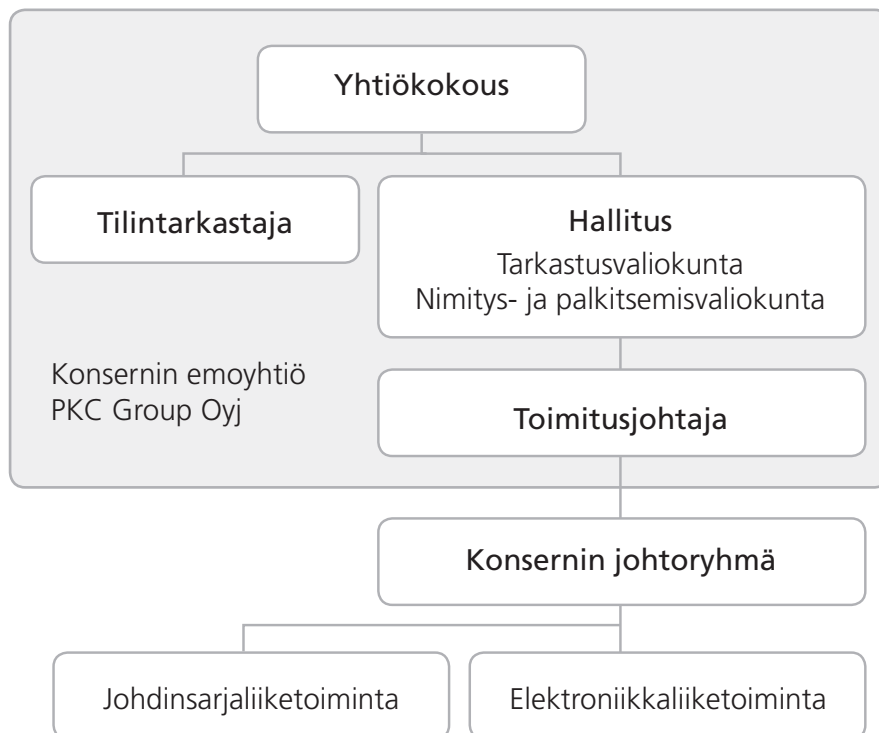 Yhtiökokous
Tilintarkastaja
Hallitus
Tarkastusvaliokunta
Nimitys- ja palkitsemisvaliokunta
Konsernin emoyhtiö
PKC Group Oyj
Toimitusjohtaja
Konsernin johtoryhmä
Johdinsarjaliiketoiminta
Elektroniikkaliiketoiminta